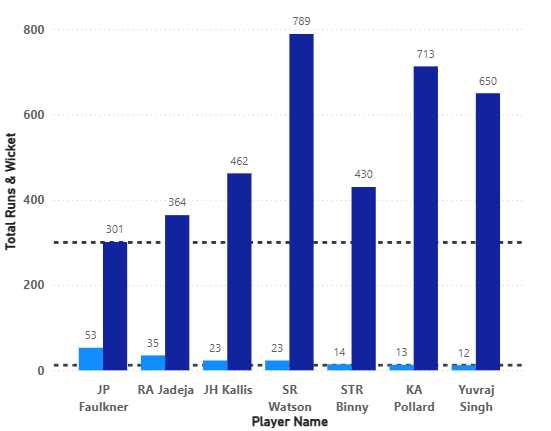 Total Runs & Wicket
800
600
400
200
0
53
301
35
364
23
462
23
789
14
430
13
713
12
650
JP
Faulkner
RA Jadeja
JH Kallis
SR
Watson
STR
Binny
KA
Pollard
Yuvraj
Singh
Player Name